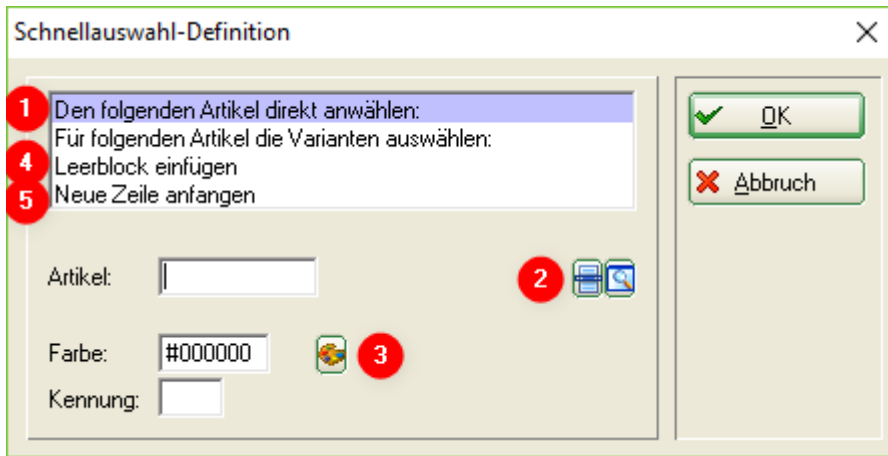 Schnellauswahl-Definition
1 Den folgenden Artikel direkt anwählen:
Für folgenden Artikel die Varianten auswählen:
4 Leerblock einfügen
5 Neue Zeile anfangen
OK
Abbruch
Artikel:
2
Farbe: #000000
3
Kennung: